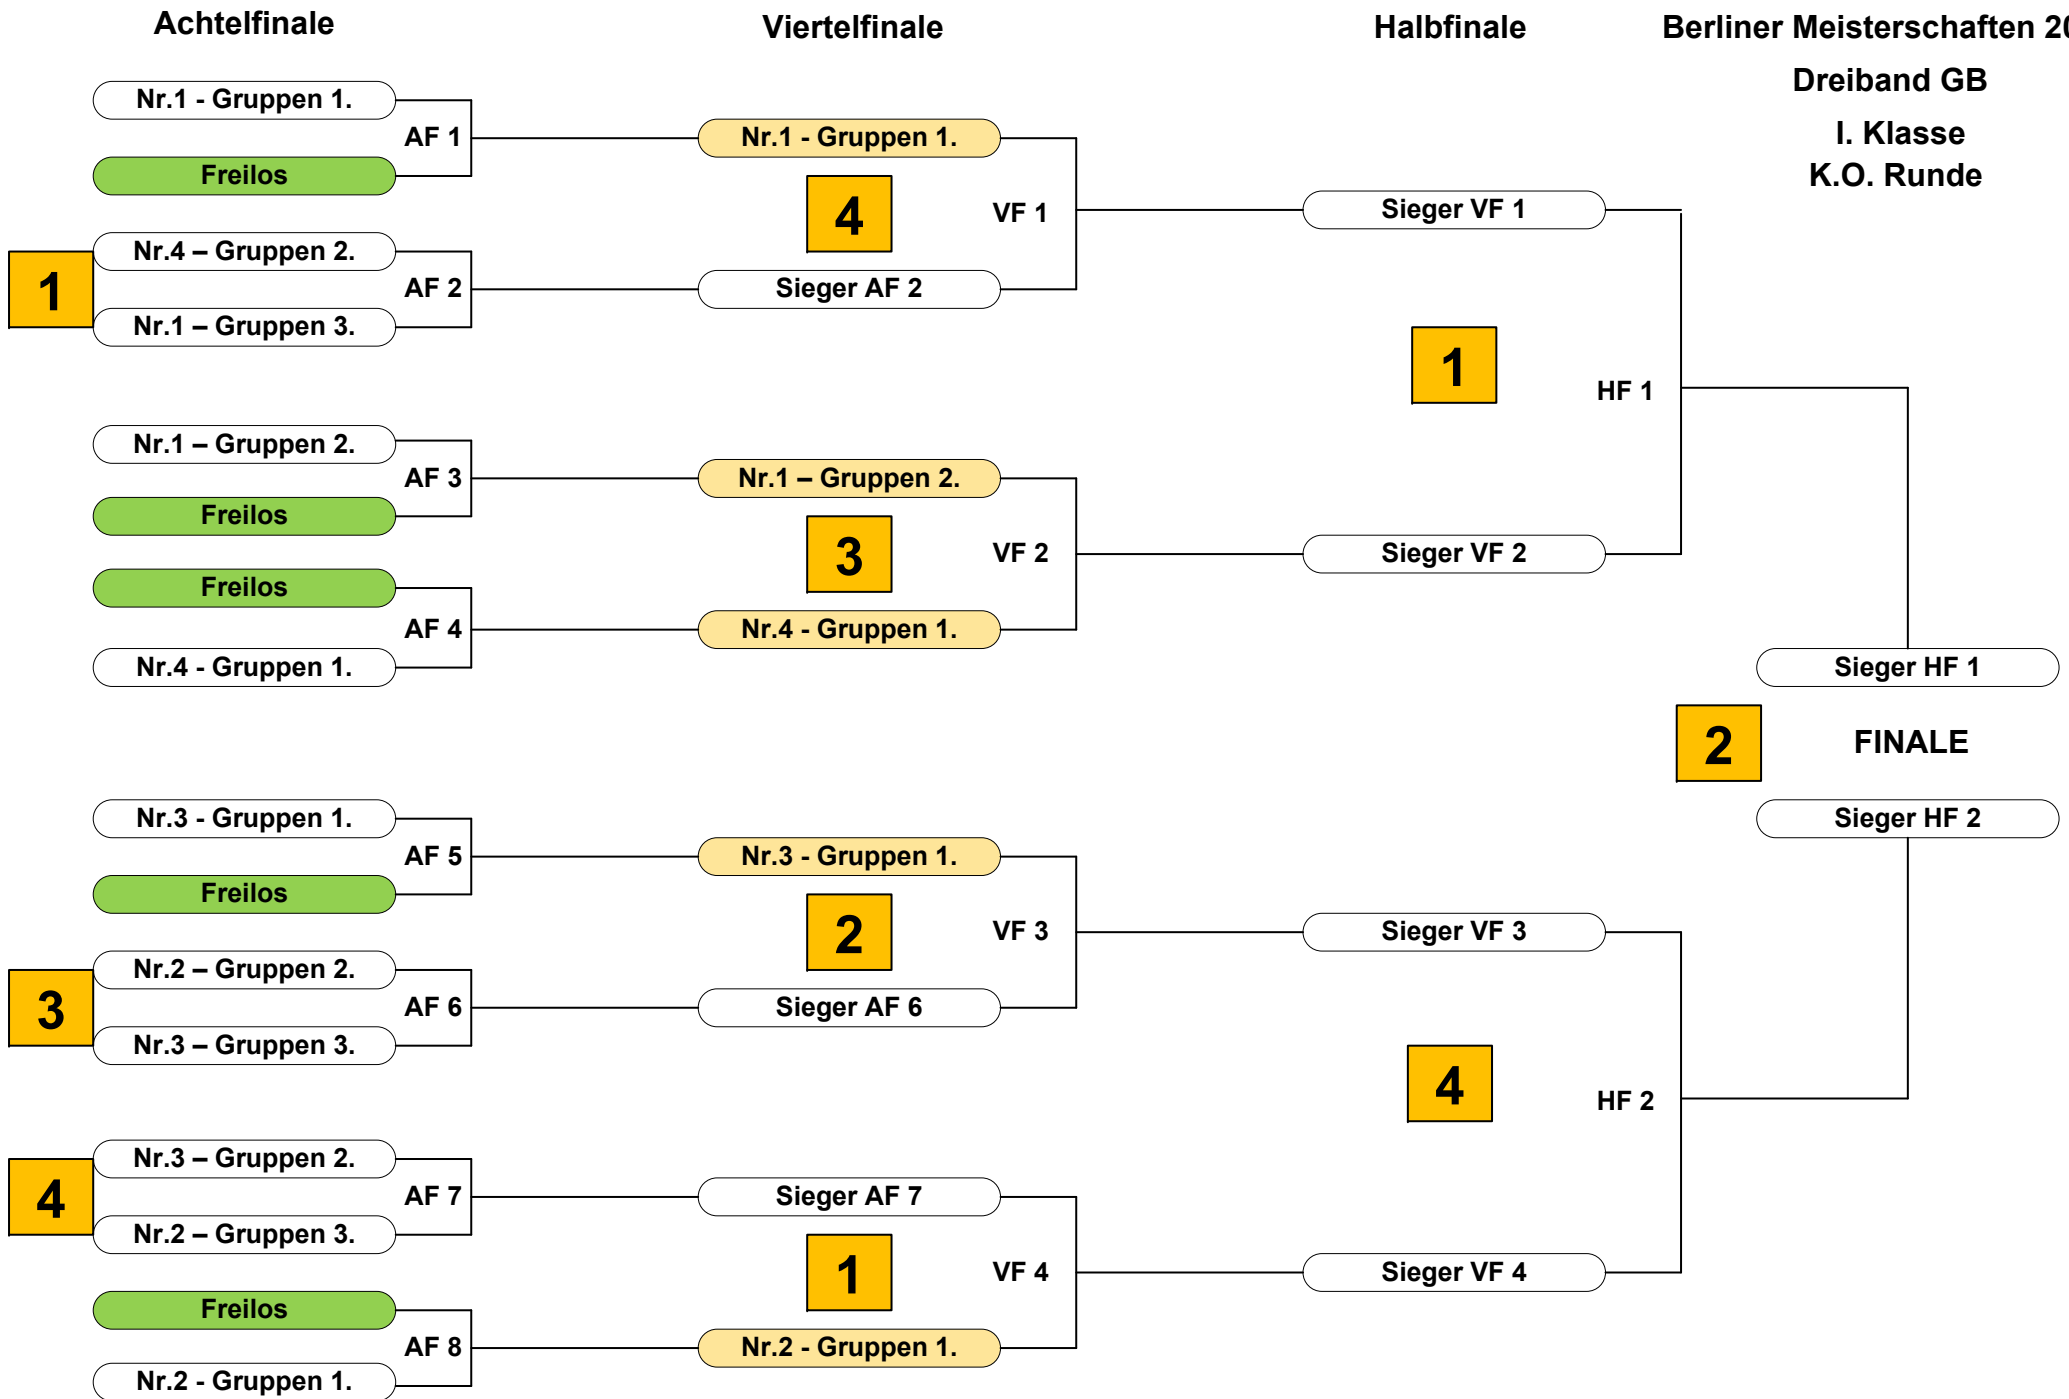 Achtelfinale
Viertelfinale
Halbfinale
Berliner Meisterschaften 20
Dreiband GB
I. Klasse
K.O. Runde
Nr.1 - Gruppen 1.
AF 1
Freilos
1
Nr.4 – Gruppen 2.
AF 2
Nr.1 – Gruppen 3.
Nr.1 – Gruppen 2.
AF 3
Freilos
Freilos
AF 4
Nr.4 - Gruppen 1.
Nr.3 - Gruppen 1.
AF 5
Freilos
3
Nr.2 – Gruppen 2.
AF 6
Nr.3 – Gruppen 3.
4
Nr.3 – Gruppen 2.
AF 7
Nr.2 – Gruppen 3.
Freilos
AF 8
Nr.2 - Gruppen 1.
Nr.1 - Gruppen 1.
4
VF 1
Sieger AF 2
Nr.1 – Gruppen 2.
3
VF 2
Nr.4 - Gruppen 1.
Nr.3 - Gruppen 1.
2
VF 3
Sieger AF 6
Sieger AF 7
1
VF 4
Nr.2 - Gruppen 1.
Sieger VF 1
1
HF 1
Sieger VF 2
Sieger VF 3
4
HF 2
Sieger VF 4
Sieger HF 1
2
FINALE
Sieger HF 2